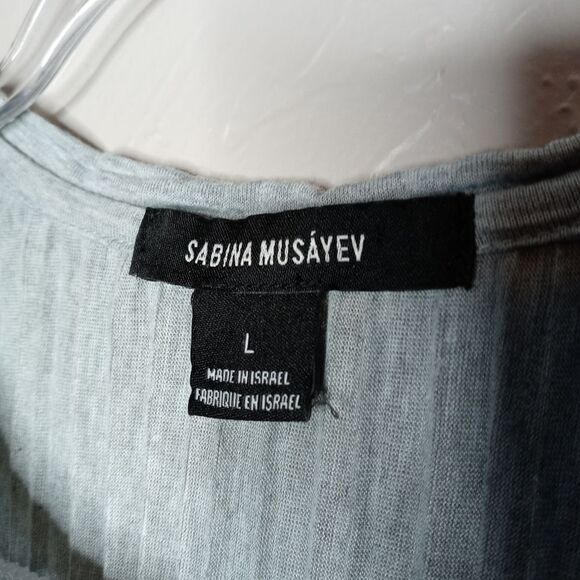 SABINA MUSÁYEV
L
MADE IN ISRAEL
FABRIQUE EN ISRAEL